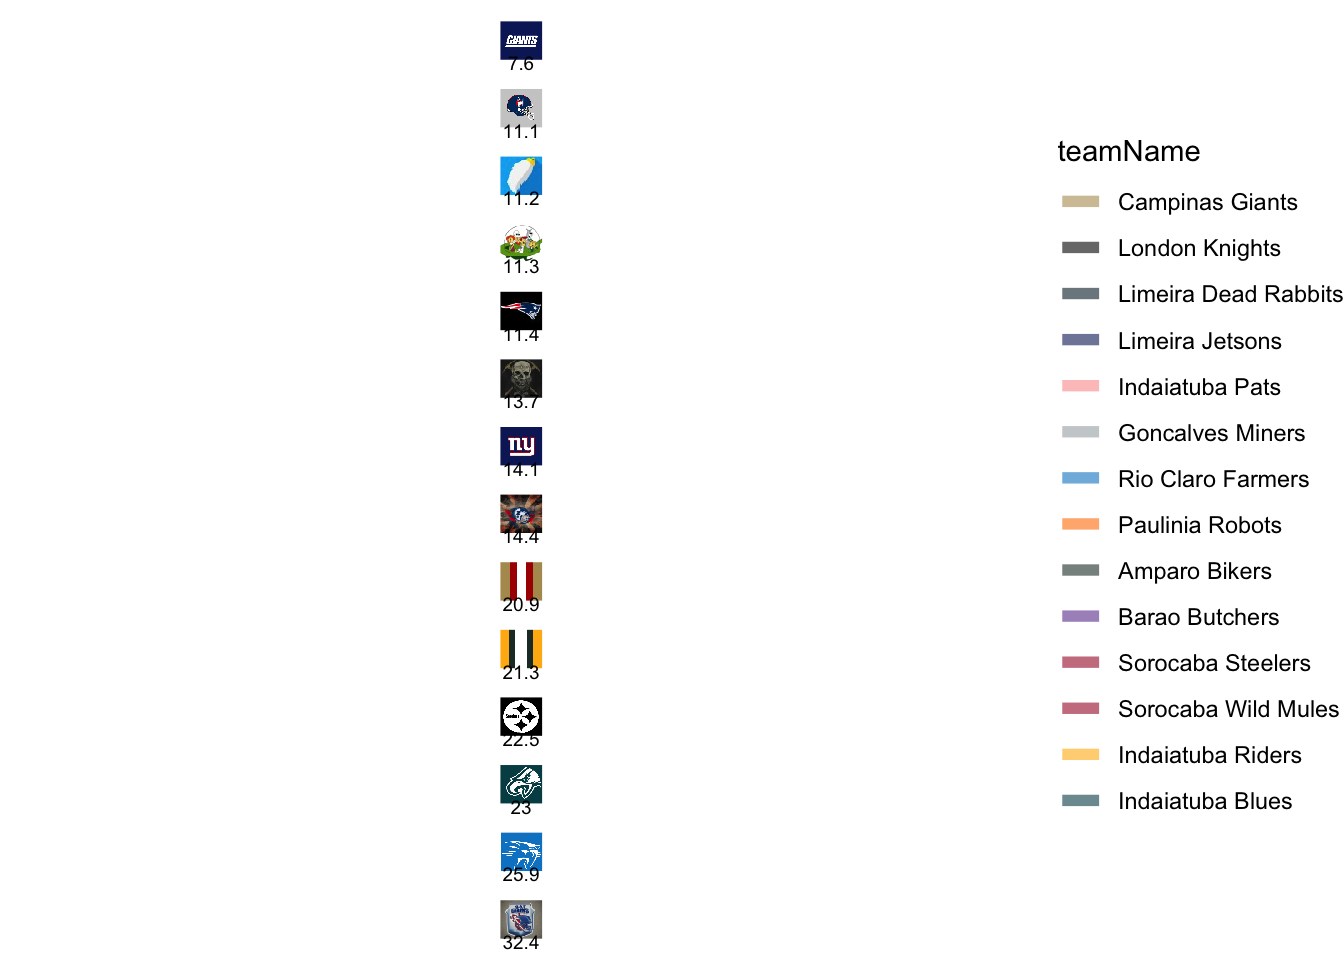 GIANTS
7.6
11.1
11.2
11.3
11.4
13.7
ny
14.1
14.4
20.9
21.3
22.5
23
25.9
32.4
teamName
Campinas Giants
London Knights
Limeira Dead Rabbits
Limeira Jetsons
Indaiatuba Pats
Goncalves Miners
Rio Claro Farmers
Paulinia Robots
Amparo Bikers
Barao Butchers
Sorocaba Steelers
Sorocaba Wild Mules
Indaiatuba Riders
Indaiatuba Blues